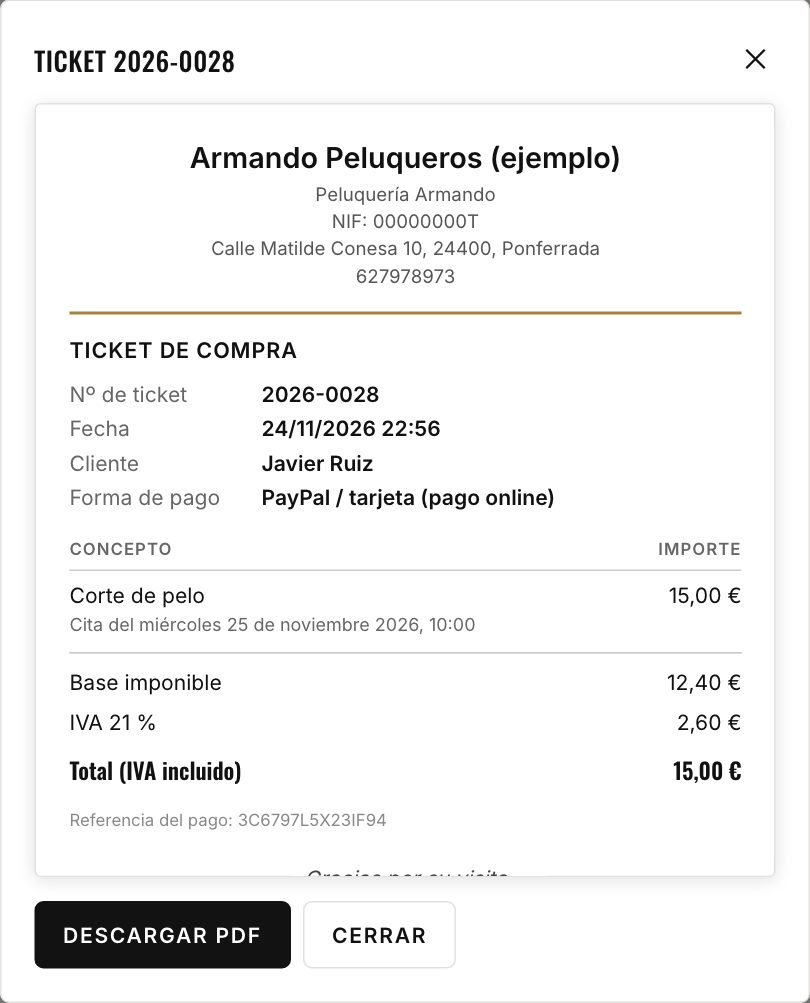 TICKET 2026-0028
Armando Peluqueros (ejemplo)
Peluquería Armando
NIF: 00000000T
Calle Matilde Conesa 10, 24400, Ponferrada
627978973
TICKET DE COMPRA
Nº de ticket 2026-0028
Fecha 24/11/2026 22:56
Cliente Javier Ruiz
Forma de pago PayPal / tarjeta (pago online)
CONCEPTO IMPORTE
Corte de pelo 15,00 €
Cita del miércoles 25 de noviembre 2026, 10:00
Base imponible 12,40 €
IVA 21 % 2,60 €
Total (IVA incluido) 15,00 €
Referencia del pago: 3C6797L5X23IF94
Gracias por su visita
DESCARGAR PDF CERRAR